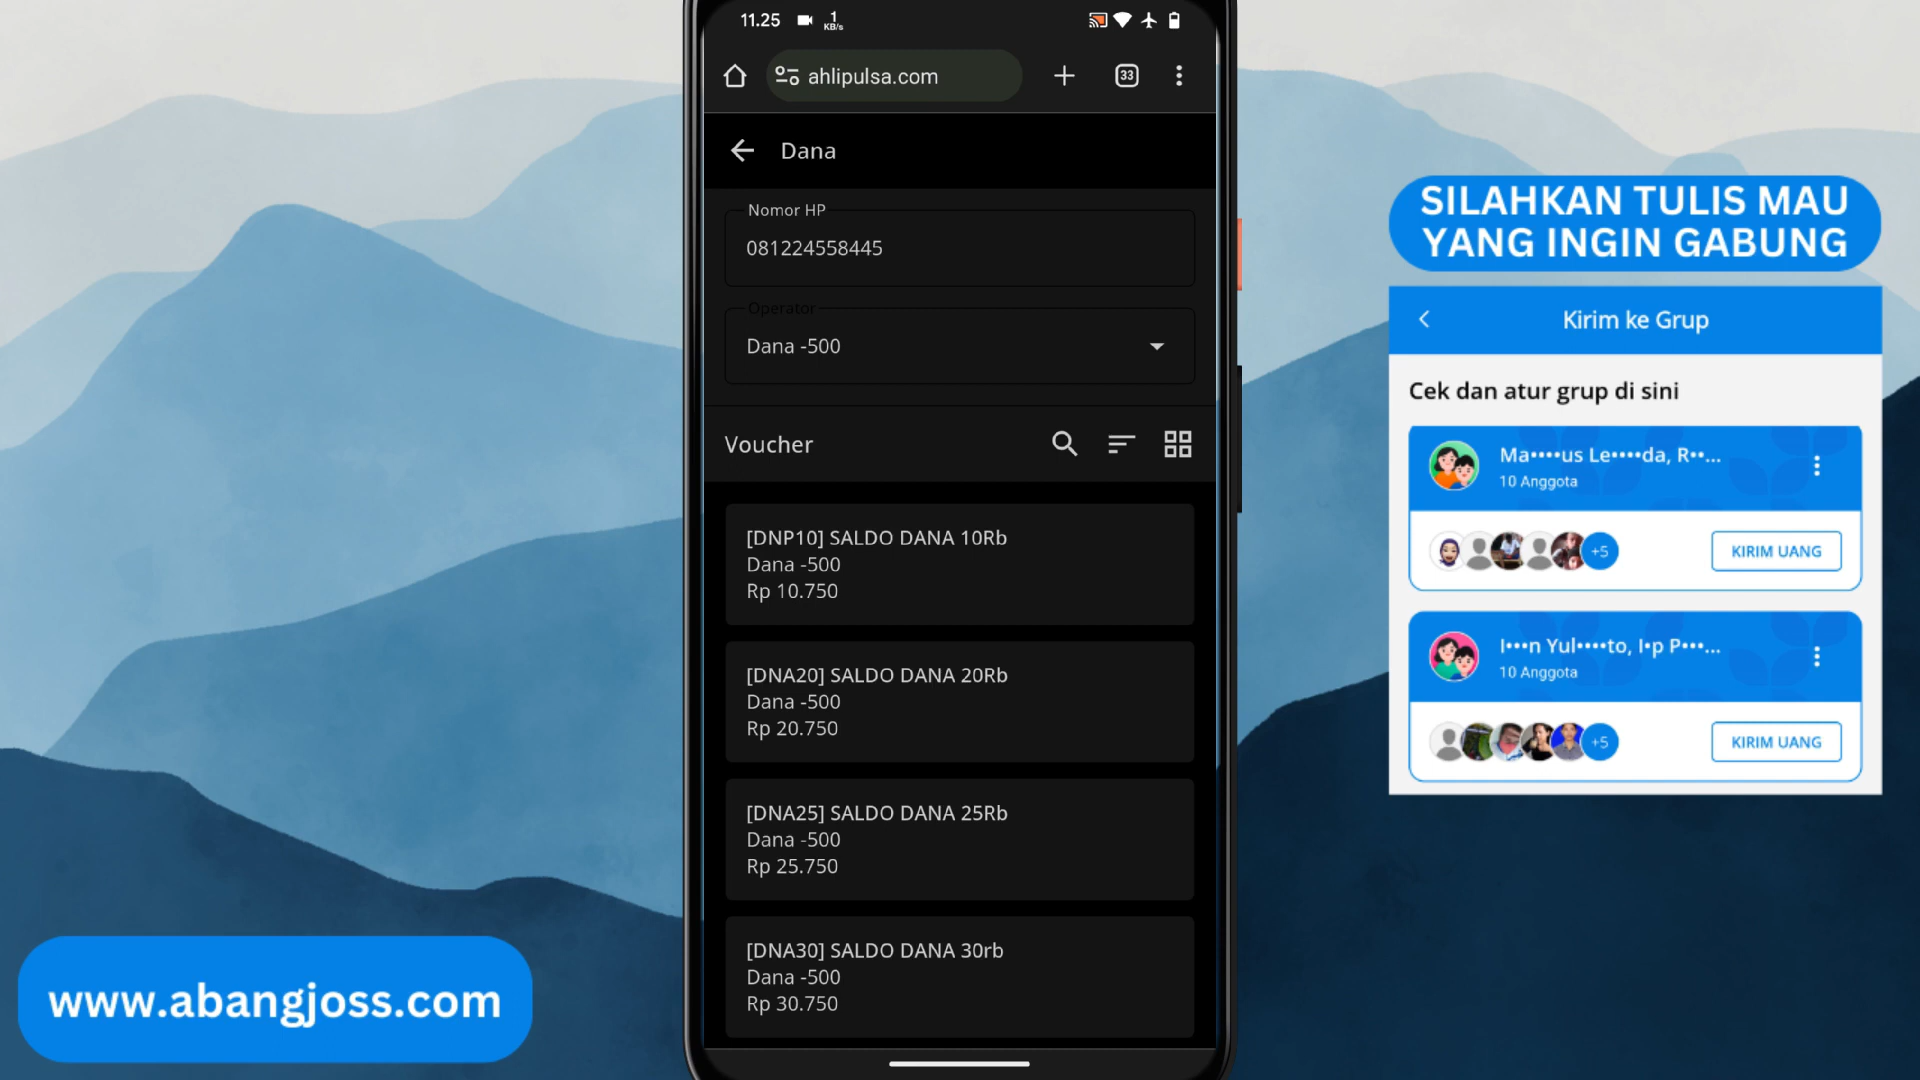 11.25
1
KB/s
ahlipulsa.com
33
Dana
Nomor HP
081224558445
Operator
Dana -500
Voucher
[DNP10] SALDO DANA 10Rb
Dana -500
Rp 10.750
[DNA20] SALDO DANA 20Rb
Dana -500
Rp 20.750
[DNA25] SALDO DANA 25Rb
Dana -500
Rp 25.750
[DNA30] SALDO DANA 30rb
Dana -500
Rp 30.750
SILAHKAN TULIS MAU
YANG INGIN GABUNG
Kirim ke Grup
Cek dan atur grup di sini
Ma••••us Le••••da, R••...
10 Anggota
+5
KIRIM UANG
I•••n Yul••••to, I•p P•••...
10 Anggota
+5
KIRIM UANG
www.abangjoss.com